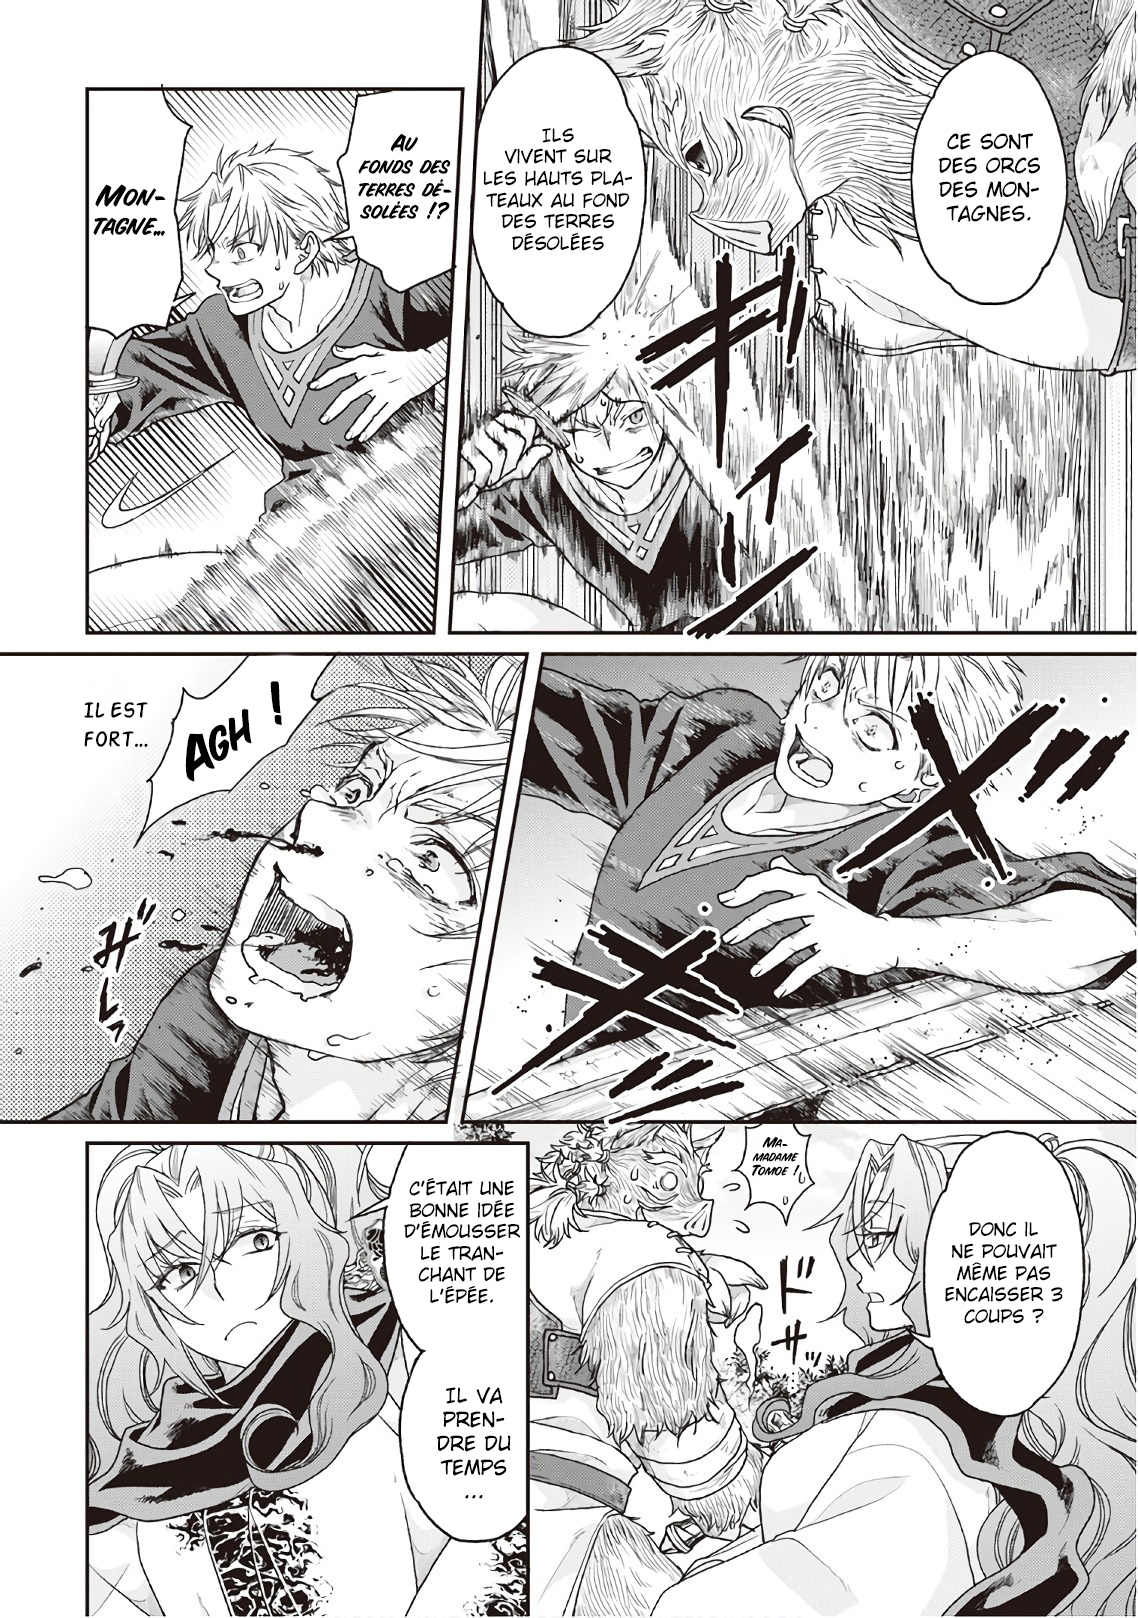 CE SONT
DES ORCS
DES MON-
TAGNES.
ILS
VIVENT SUR
LES HAUTS PLA-
TEAUX AU FOND
DES TERRES
DÉSOLÉES
AU
FONDS DES
TERRES DÉ-
SOLÉES !?
MON-
TAGNE...
AGH !
IL EST
FORT...
DONC IL
NE POUVAIT
MÊME PAS
ENCAISSER 3
COUPS ?
MA-
MADAME
TOMOE !
ドサッ
C'ÉTAIT UNE
BONNE IDÉE
D'ÉMOUSSER
LE TRAN-
CHANT DE
L'ÉPÉE.
IL VA
PREN-
DRE DU
TEMPS
...